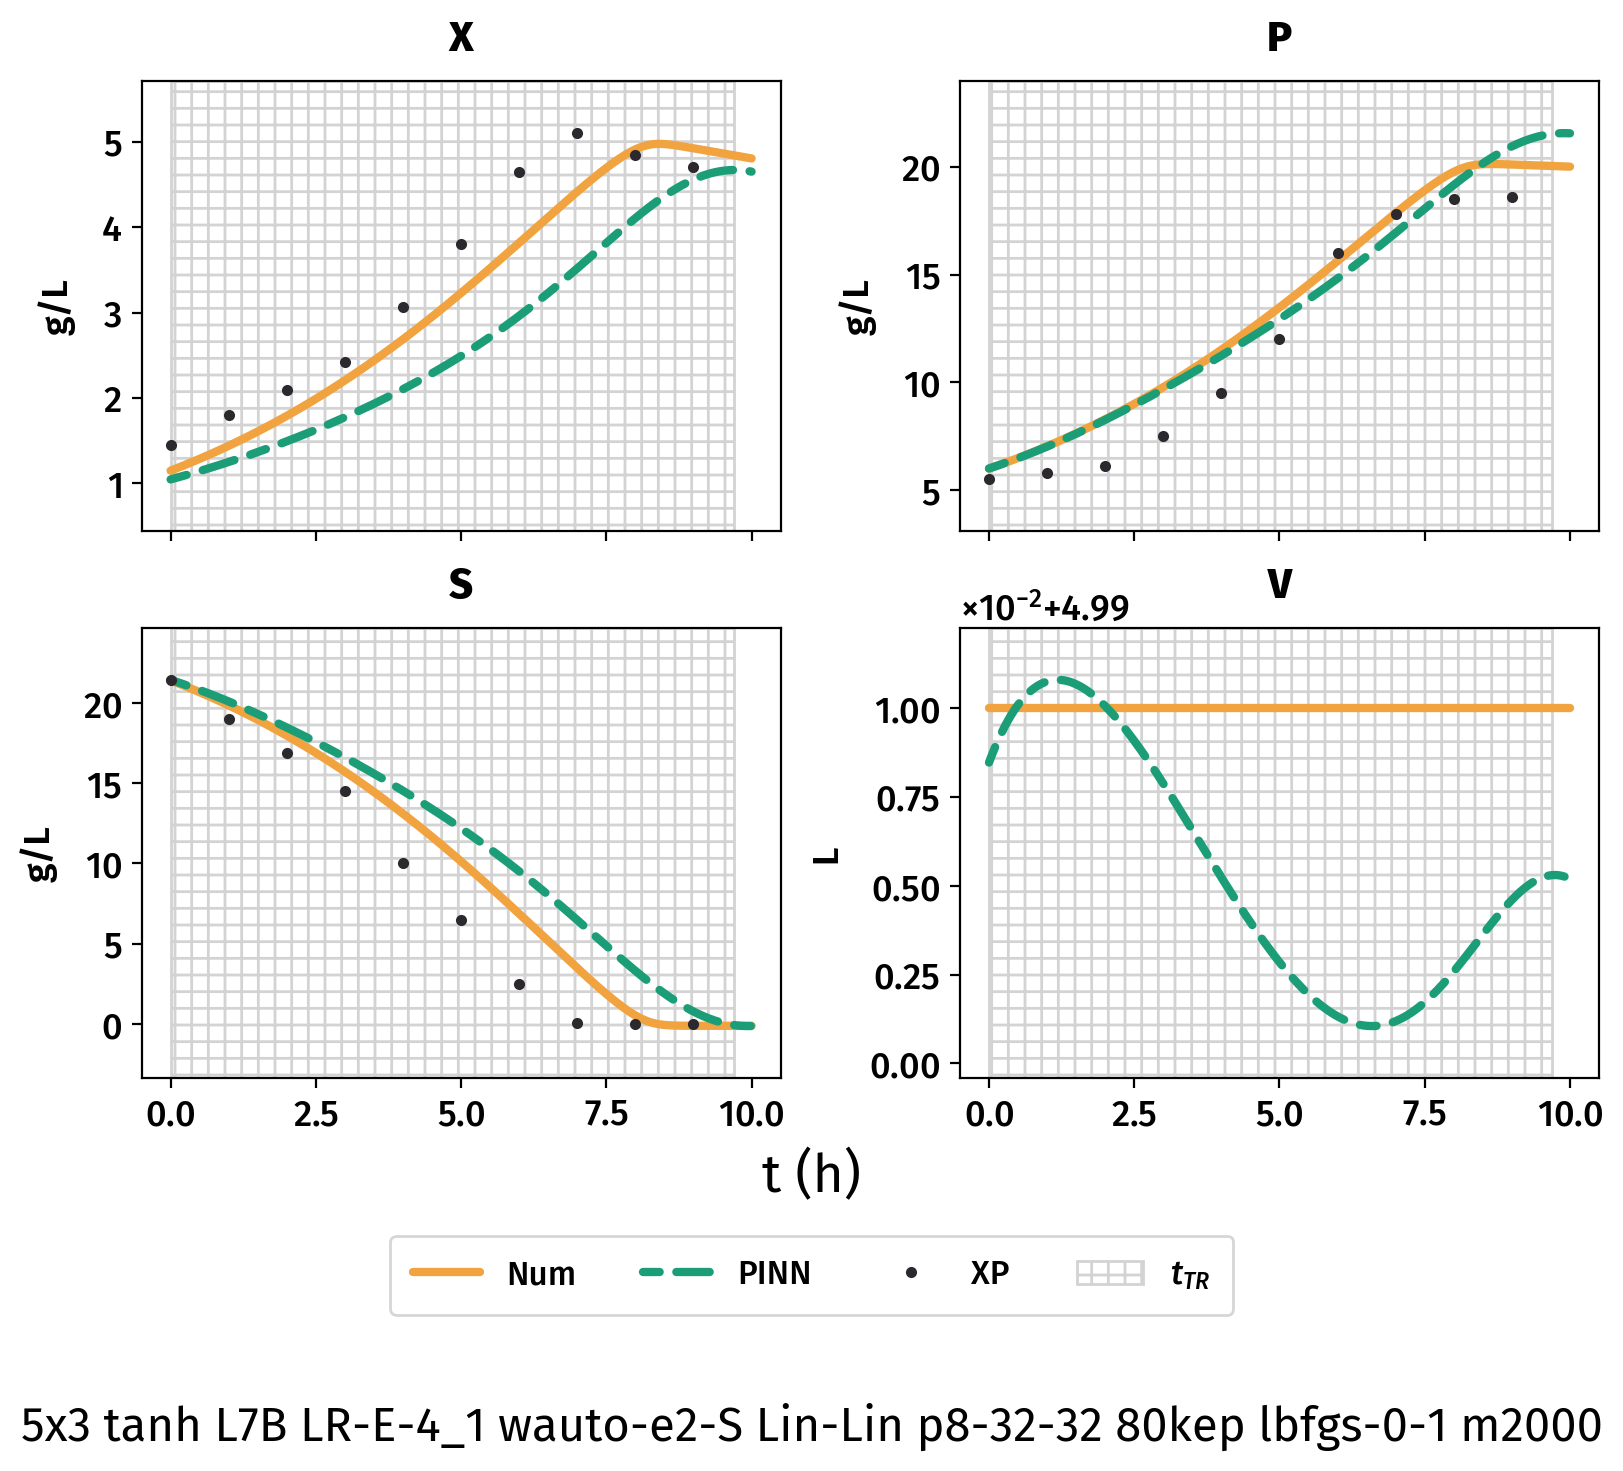 X
P
5
4
3
2
1
g/L
20
15
10
5
g/L
S
V
×10⁻²+4.99
20
15
10
5
0
g/L
1.00
0.75
0.50
0.25
0.00
L
0.0 2.5 5.0 7.5 10.0
0.0 2.5 5.0 7.5 10.0
t (h)
Num PINN XP t_TR
5x3 tanh L7B LR-E-4_1 wauto-e2-S Lin-Lin p8-32-32 80kep lbfgs-0-1 m2000